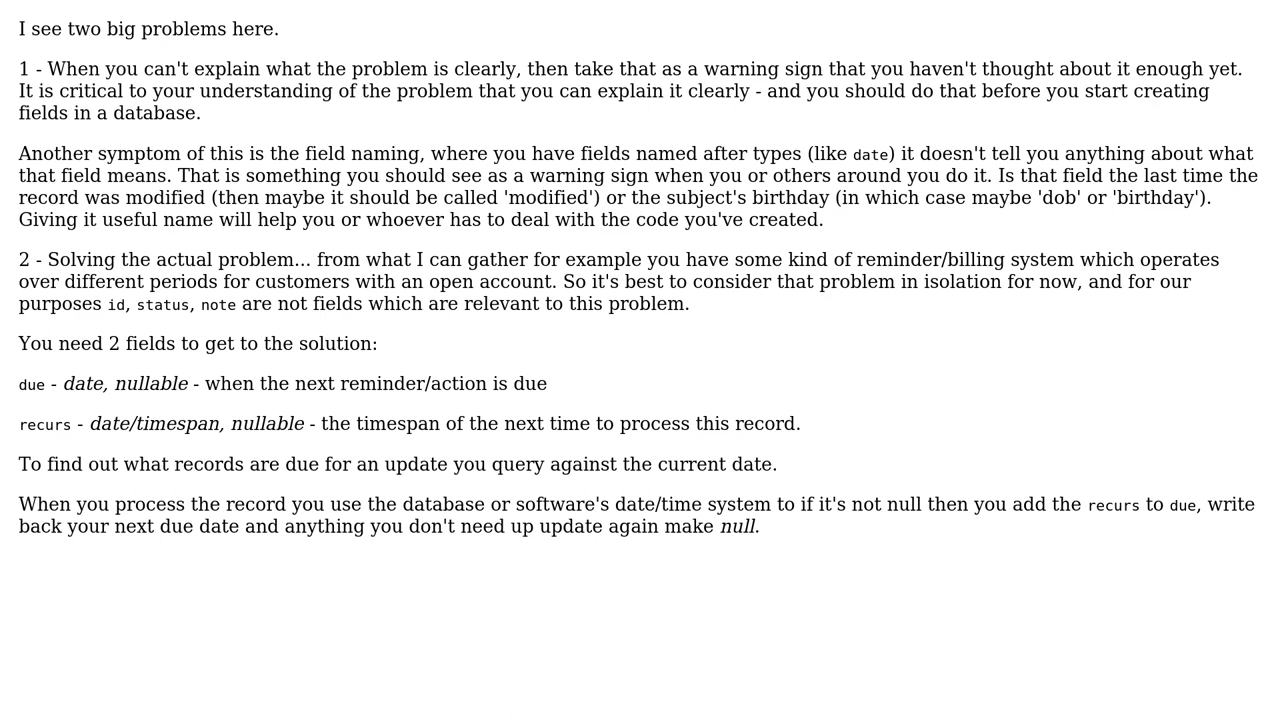 I see two big problems here.
1 - When you can't explain what the problem is clearly, then take that as a warning sign that you haven't thought about it enough yet.
It is critical to your understanding of the problem that you can explain it clearly - and you should do that before you start creating
fields in a database.
Another symptom of this is the field naming, where you have fields named after types (like date) it doesn't tell you anything about what
that field means. That is something you should see as a warning sign when you or others around you do it. Is that field the last time the
record was modified (then maybe it should be called 'modified') or the subject's birthday (in which case maybe 'dob' or 'birthday').
Giving it useful name will help you or whoever has to deal with the code you've created.
2 - Solving the actual problem... from what I can gather for example you have some kind of reminder/billing system which operates
over different periods for customers with an open account. So it's best to consider that problem in isolation for now, and for our
purposes id, status, note are not fields which are relevant to this problem.
You need 2 fields to get to the solution:
due - date, nullable - when the next reminder/action is due
recurs - date/timespan, nullable - the timespan of the next time to process this record.
To find out what records are due for an update you query against the current date.
When you process the record you use the database or software's date/time system to if it's not null then you add the recurs to due, write
back your next due date and anything you don't need up update again make null.